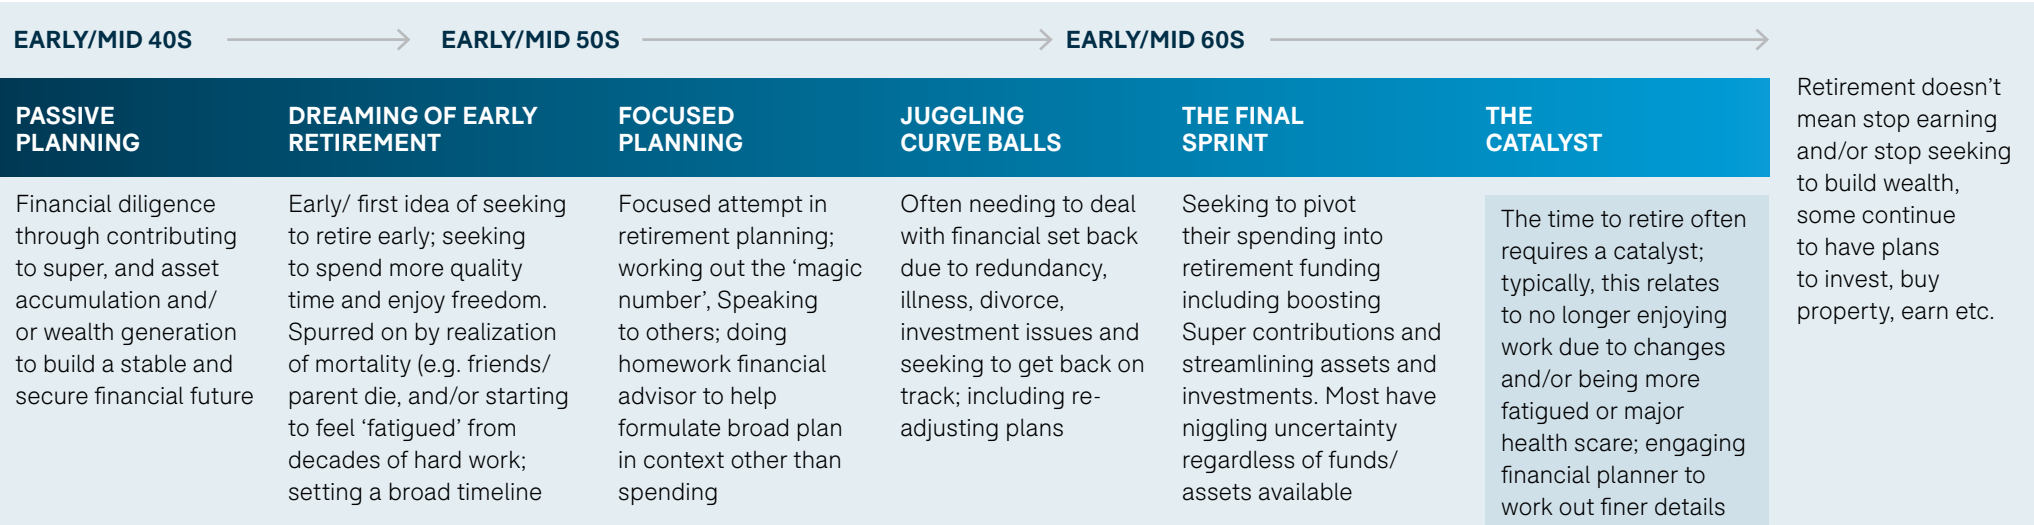 EARLY/MID 40S
EARLY/MID 50S
EARLY/MID 60S
PASSIVE
PLANNING
Financial diligence
through contributing
to super, and asset
accumulation and/
or wealth generation
to build a stable and
secure financial future
DREAMING OF EARLY
RETIREMENT
Early/ first idea of seeking
to retire early; seeking
to spend more quality
time and enjoy freedom.
Spurred on by realization
of mortality (e.g. friends/
parent die, and/or starting
to feel ‘fatigued’ from
decades of hard work;
setting a broad timeline
FOCUSED
PLANNING
Focused attempt in
retirement planning;
working out the ‘magic
number’, Speaking
to others; doing
homework financial
advisor to help
formulate broad plan
in context other than
spending
JUGGLING
CURVE BALLS
Often needing to deal
with financial set back
due to redundancy,
illness, divorce,
investment issues and
seeking to get back on
track; including re-
adjusting plans
THE FINAL
SPRINT
Seeking to pivot
their spending into
retirement funding
including boosting
Super contributions and
streamlining assets and
investments. Most have
niggling uncertainty
regardless of funds/
assets available
THE
CATALYST
The time to retire often
requires a catalyst;
typically, this relates
to no longer enjoying
work due to changes
and/or being more
fatigued or major
health scare; engaging
financial planner to
work out finer details
Retirement doesn’t
mean stop earning
and/or stop seeking
to build wealth,
some continue
to have plans
to invest, buy
property, earn etc.